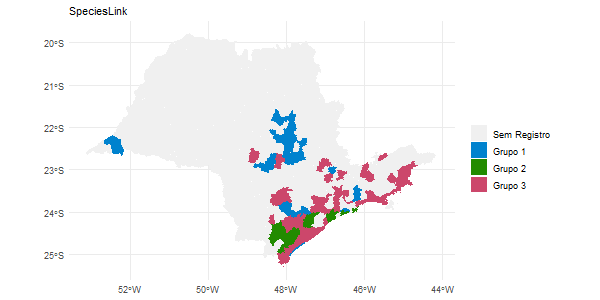 SpeciesLink
20°S
21°S
22°S
23°S
24°S
25°S
52°W
50°W
48°W
46°W
44°W
Sem Registro
Grupo 1
Grupo 2
Grupo 3